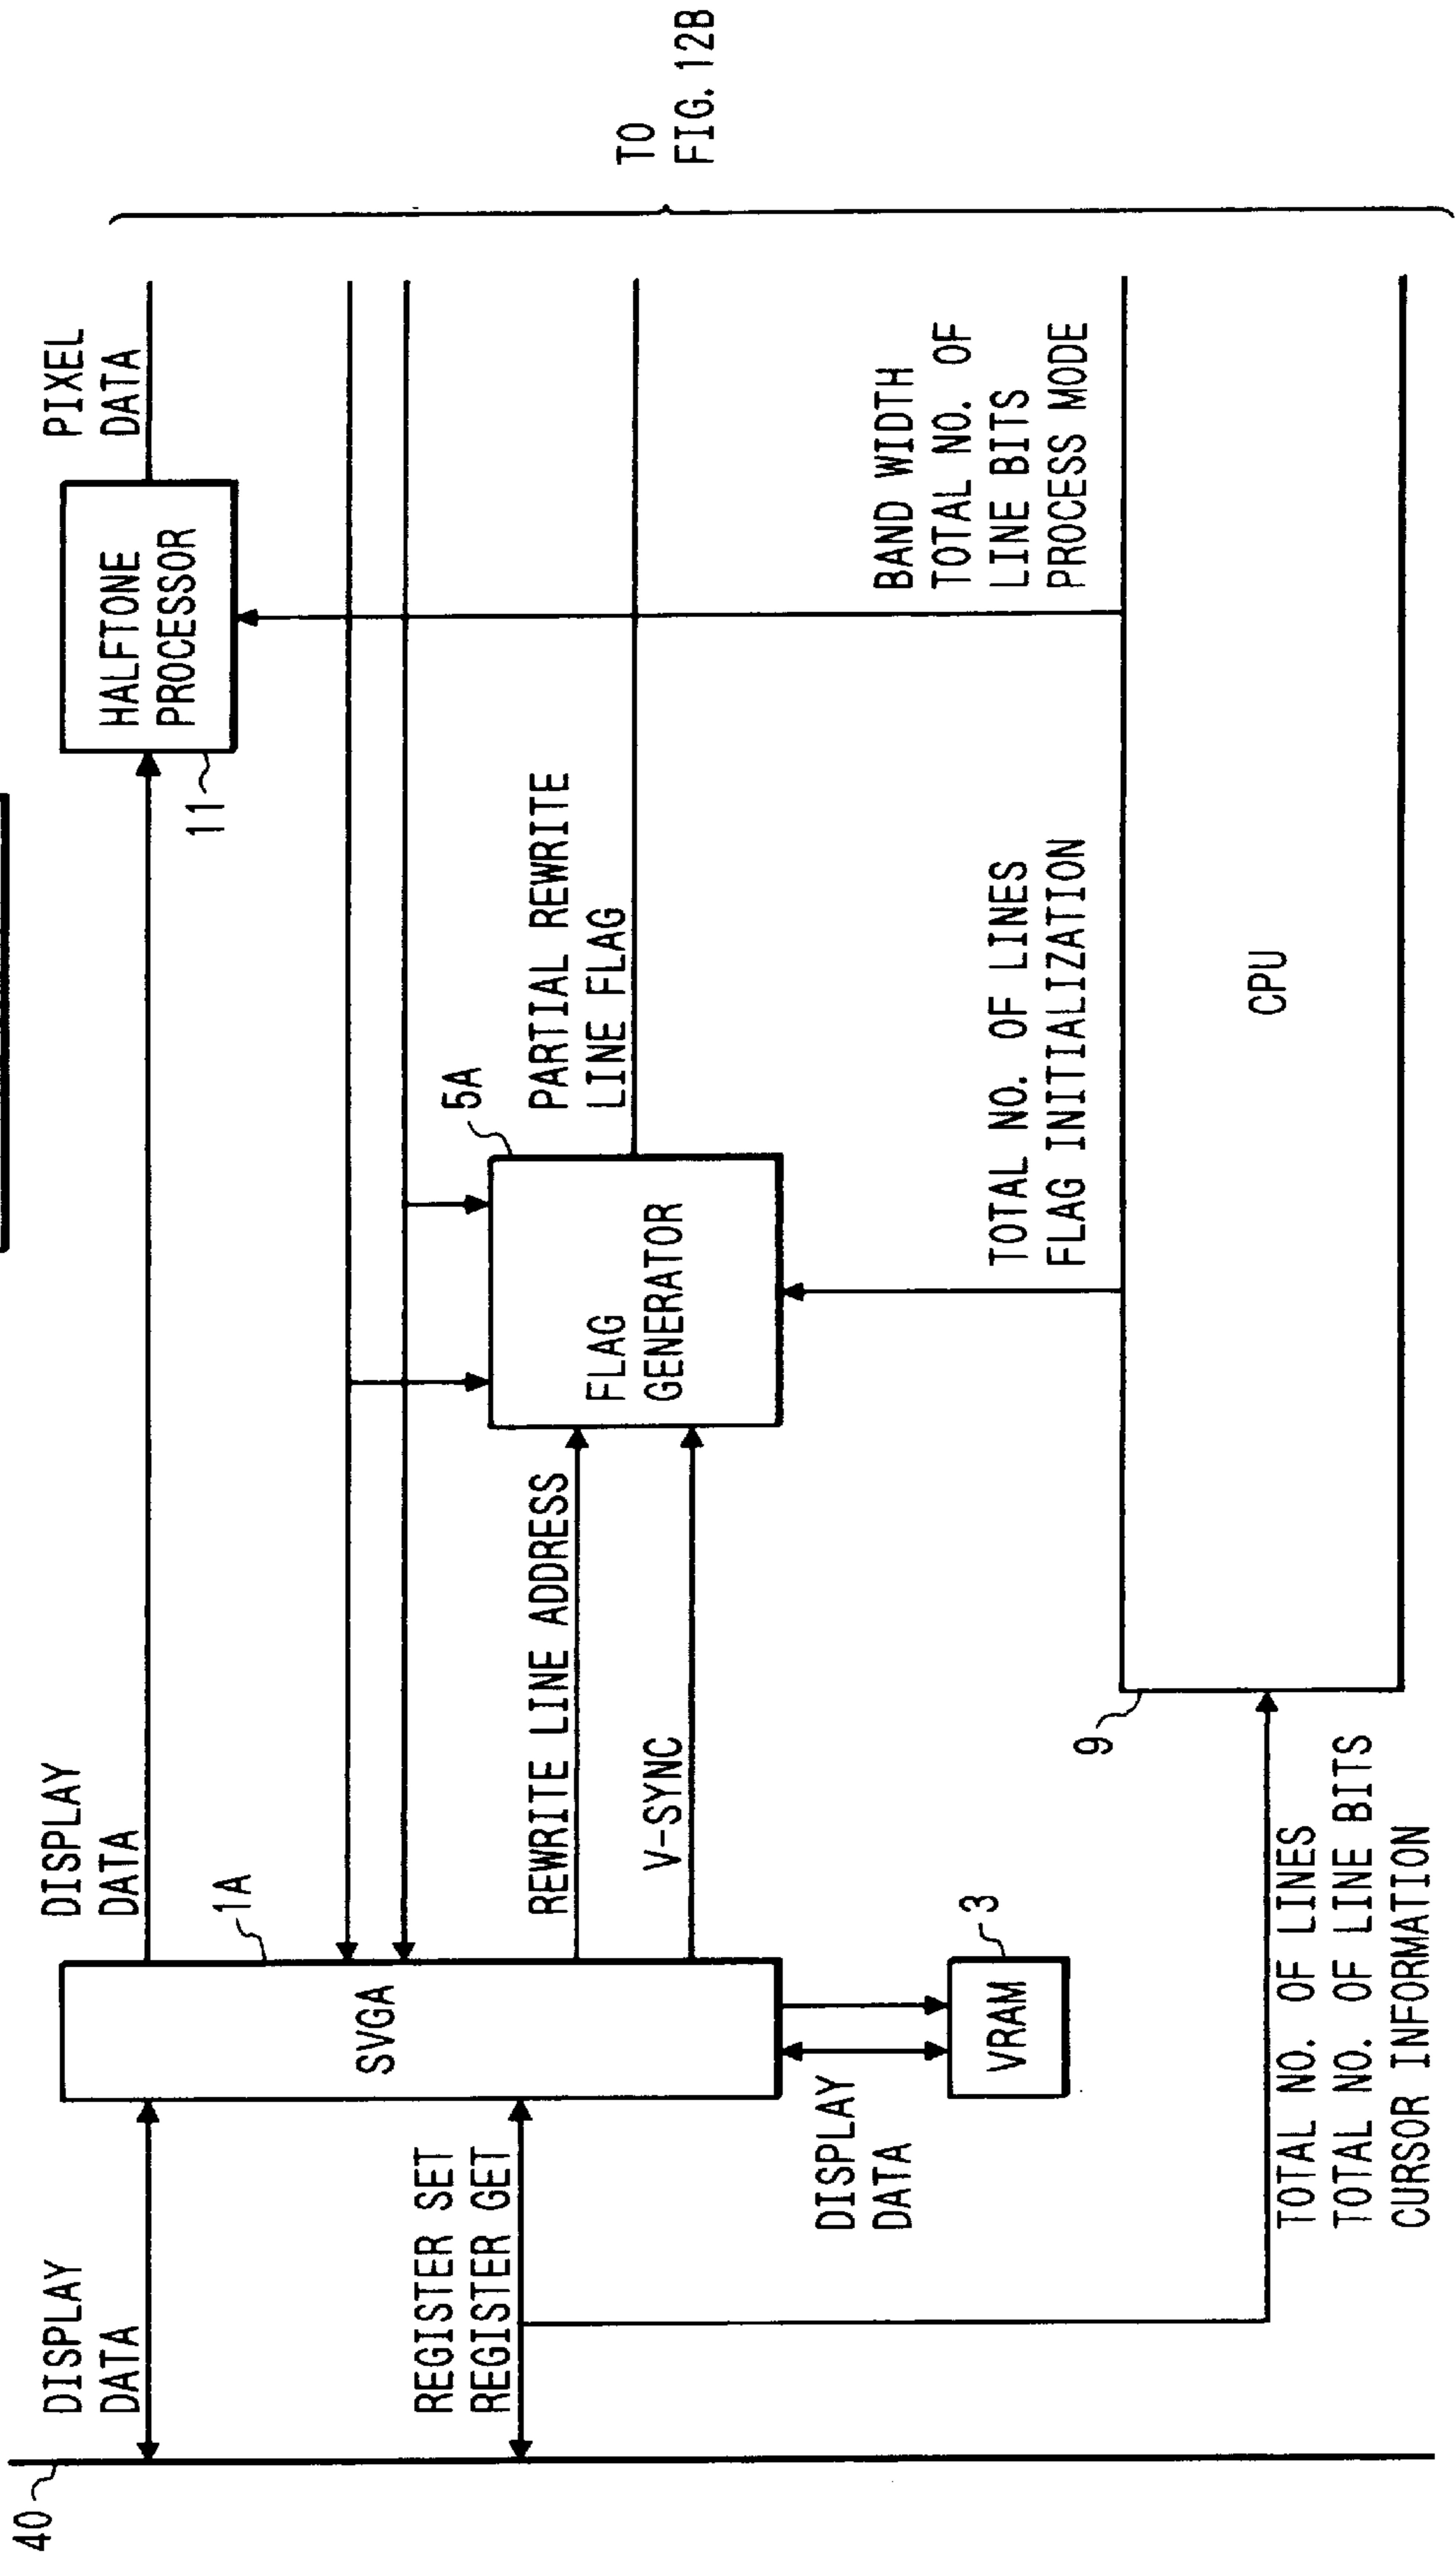 40
DISPLAY
DATA
REGISTER SET
REGISTER GET
SVGA
1A
DISPLAY
DATA
DISPLAY
DATA
VRAM
3
REWRITE LINE ADDRESS
V-SYNC
FLAG
GENERATOR
5A
PARTIAL REWRITE
LINE FLAG
HALFTONE
PROCESSOR
11
PIXEL
DATA
TOTAL NO. OF LINES
FLAG INITIALIZATION
BAND WIDTH
TOTAL NO. OF
LINE BITS
PROCESS MODE
CPU
9
TOTAL NO. OF LINES
TOTAL NO. OF LINE BITS
CURSOR INFORMATION
TO
FIG. 12B